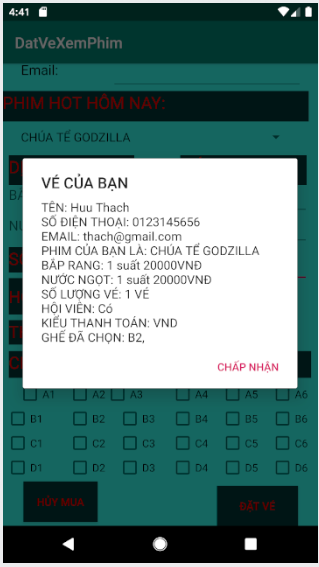 4:41
DatVeXemPhim
Email:
PHIM HOT HÔM NAY:
CHÚA TỂ GODZILLA
VÉ CỦA BẠN
TÊN: Huu Thach
SỐ ĐIỆN THOẠI: 0123145656
EMAIL: thach@gmail.com
PHIM CỦA BẠN LÀ: CHÚA TỂ GODZILLA
BẮP RANG: 1 suất 20000VNĐ
NƯỚC NGỌT: 1 suất 20000VNĐ
SỐ LƯỢNG VÉ: 1 VÉ
HỘI VIÊN: Có
KIỂU THANH TOÁN: VND
GHẾ ĐÃ CHỌN: B2,
CHẤP NHẬN
A1 A2 A3 A4 A5 A6
B1 B2 B3 B4 B5 B6
C1 C2 C3 C4 C5 C6
D1 D2 D3 D4 D5 D6
HỦY MUA ĐẶT VÉ